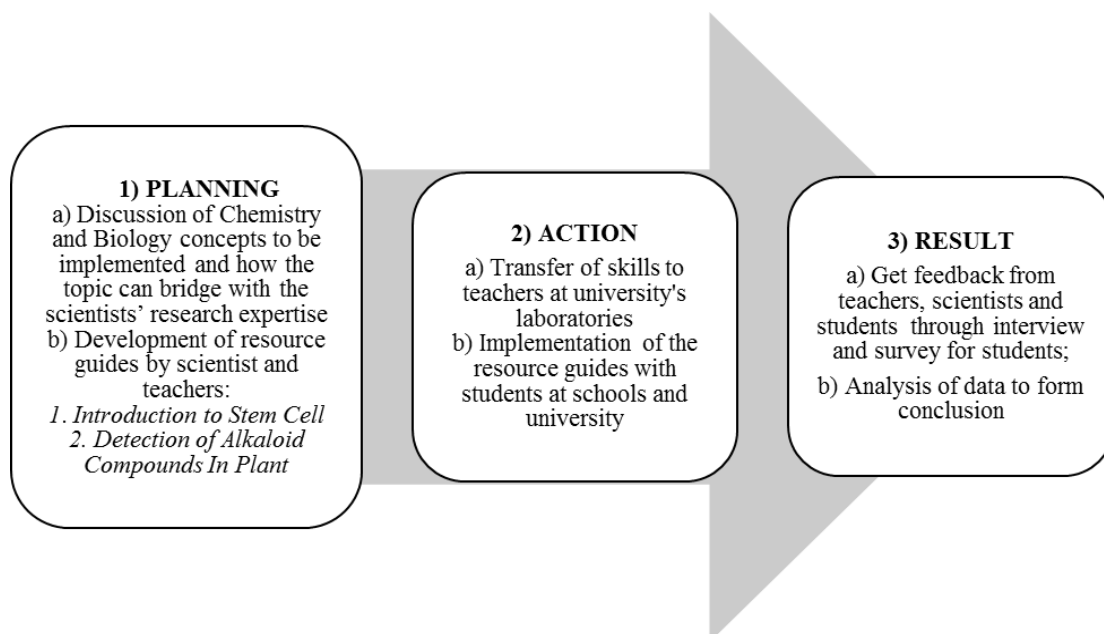 1) PLANNING
a) Discussion of Chemistry
and Biology concepts to be
implemented and how the
topic can bridge with the
scientists’ research expertise
b) Development of resource
guides by scientist and
teachers:
1. Introduction to Stem Cell
2. Detection of Alkaloid
Compounds In Plant
2) ACTION
a) Transfer of skills to
teachers at university's
laboratories
b) Implementation of the
resource guides with
students at schools and
university
3) RESULT
a) Get feedback from
teachers, scientists and
students through interview
and survey for students;
b) Analysis of data to form
conclusion